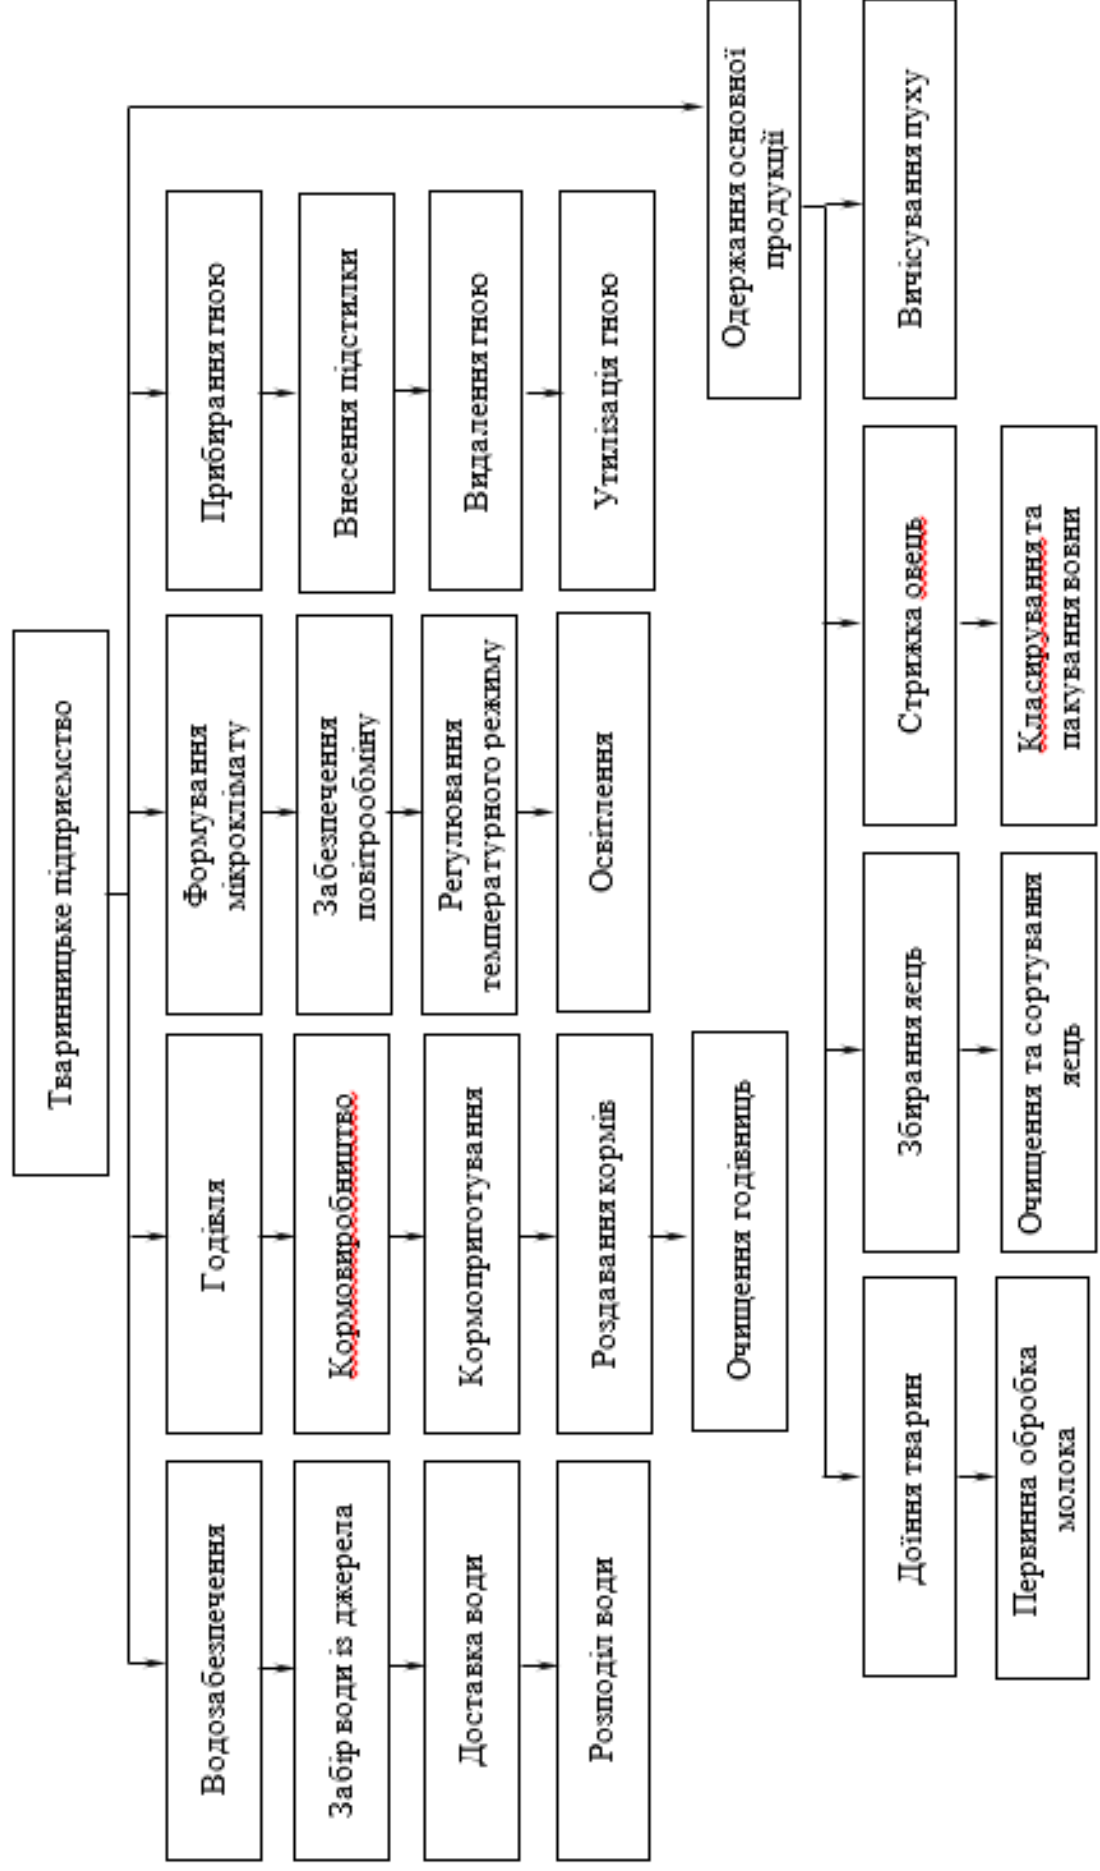 Тваринницьке підприємство
Водозабезпечення
Забір води із джерела
Доставка води
Розподіл води
Годівля
Кормовиробництво
Кормоприготування
Роздавання кормів
Очищення годівниць
Формування
мікроклімату
Забезпечення
повітрообміну
Регулювання
температурного режиму
Освітлення
Прибирання гною
Внесення підстилки
Видалення гною
Утилізація гною
Одержання основної
продукції
Доїння тварин
Первинна обробка
молока
Збирання яєць
Очищення та сортування
яєць
Стрижка овець
Класирування та
пакування вовни
Вичісування пуху